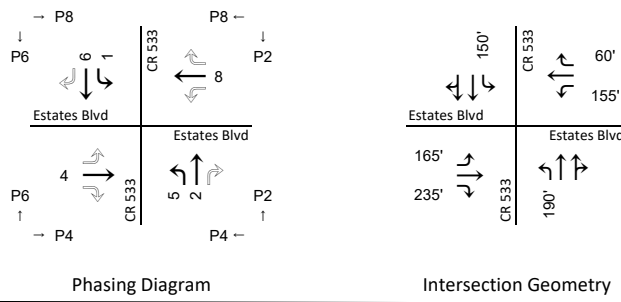 → P8
P8 ←
↓
P6
↓
P2
6
1
CR 533
8
Estates Blvd
Estates Blvd
4
5
2
CR 533
P6
↑
→ P4
P2
↑
P4 ←
Phasing Diagram
150'
CR 533
60'
155'
Estates Blvd
Estates Blvd
165'
235'
CR 533
190'
Intersection Geometry